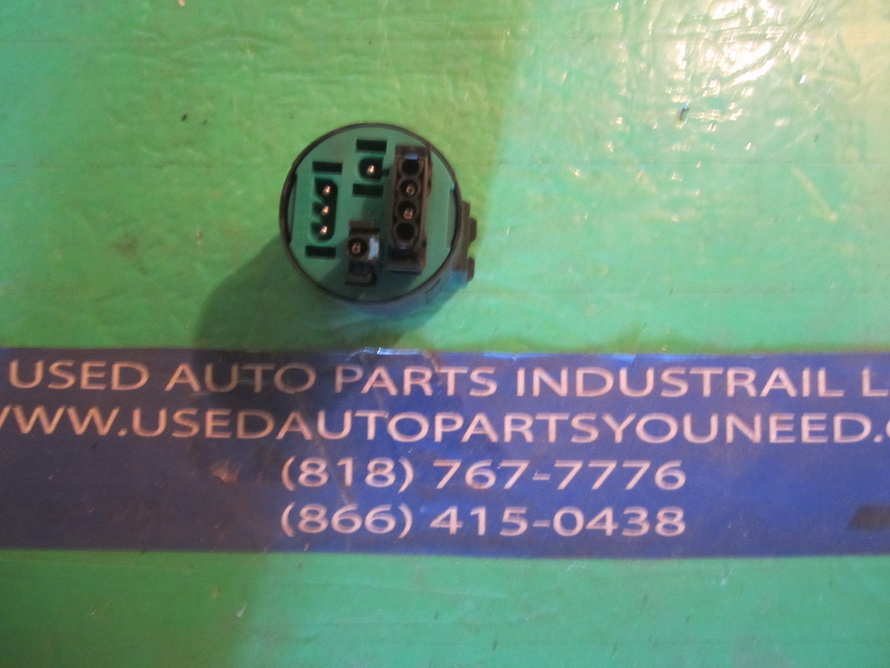 USED AUTO PARTS INDUSTRAIL
WWW.USEDAUTOPARTSYOUNEED.
(818) 767-7776
(866) 415-0438